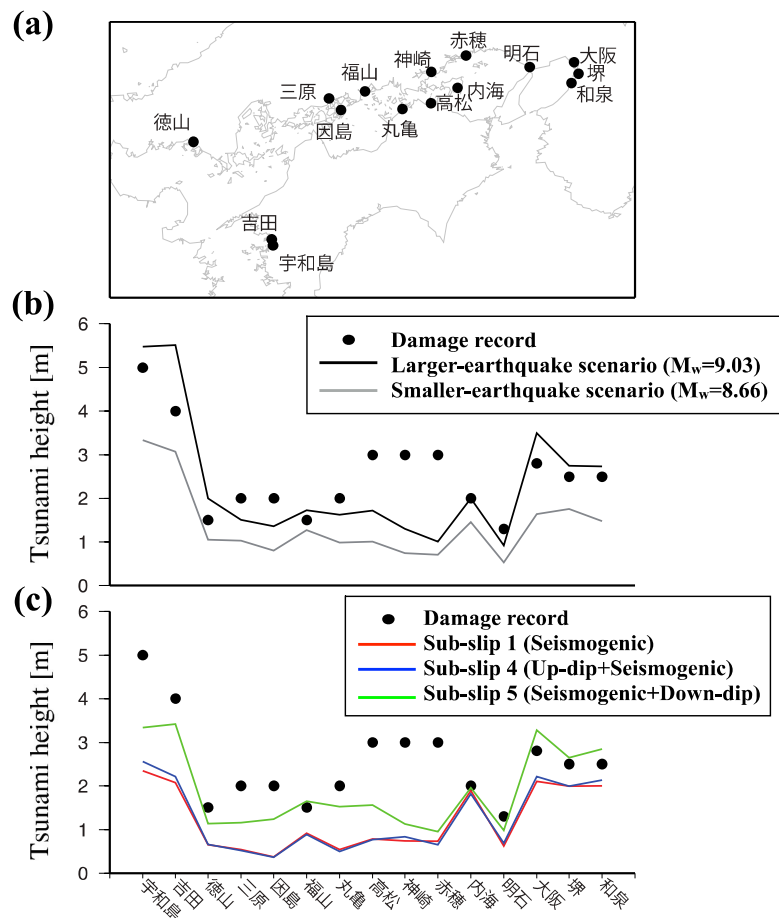 (a)
赤穂
神崎
明石
大阪
堺
和泉
福山
内海
三原
因島
丸亀
高松
徳山
吉田
宇和島
(b)
Tsunami height [m]
6
5
4
3
2
1
0
Damage record
Larger-earthquake scenario (Mw=9.03)
Smaller-earthquake scenario (Mw=8.66)
(c)
Tsunami height [m]
6
5
4
3
2
1
0
Damage record
Sub-slip 1 (Seismogenic)
Sub-slip 4 (Up-dip+Seismogenic)
Sub-slip 5 (Seismogenic+Down-dip)
宇和島
吉田
徳山
三原
因島
福山
丸亀
高松
神崎
赤穂
内海
明石
大阪
堺
和泉